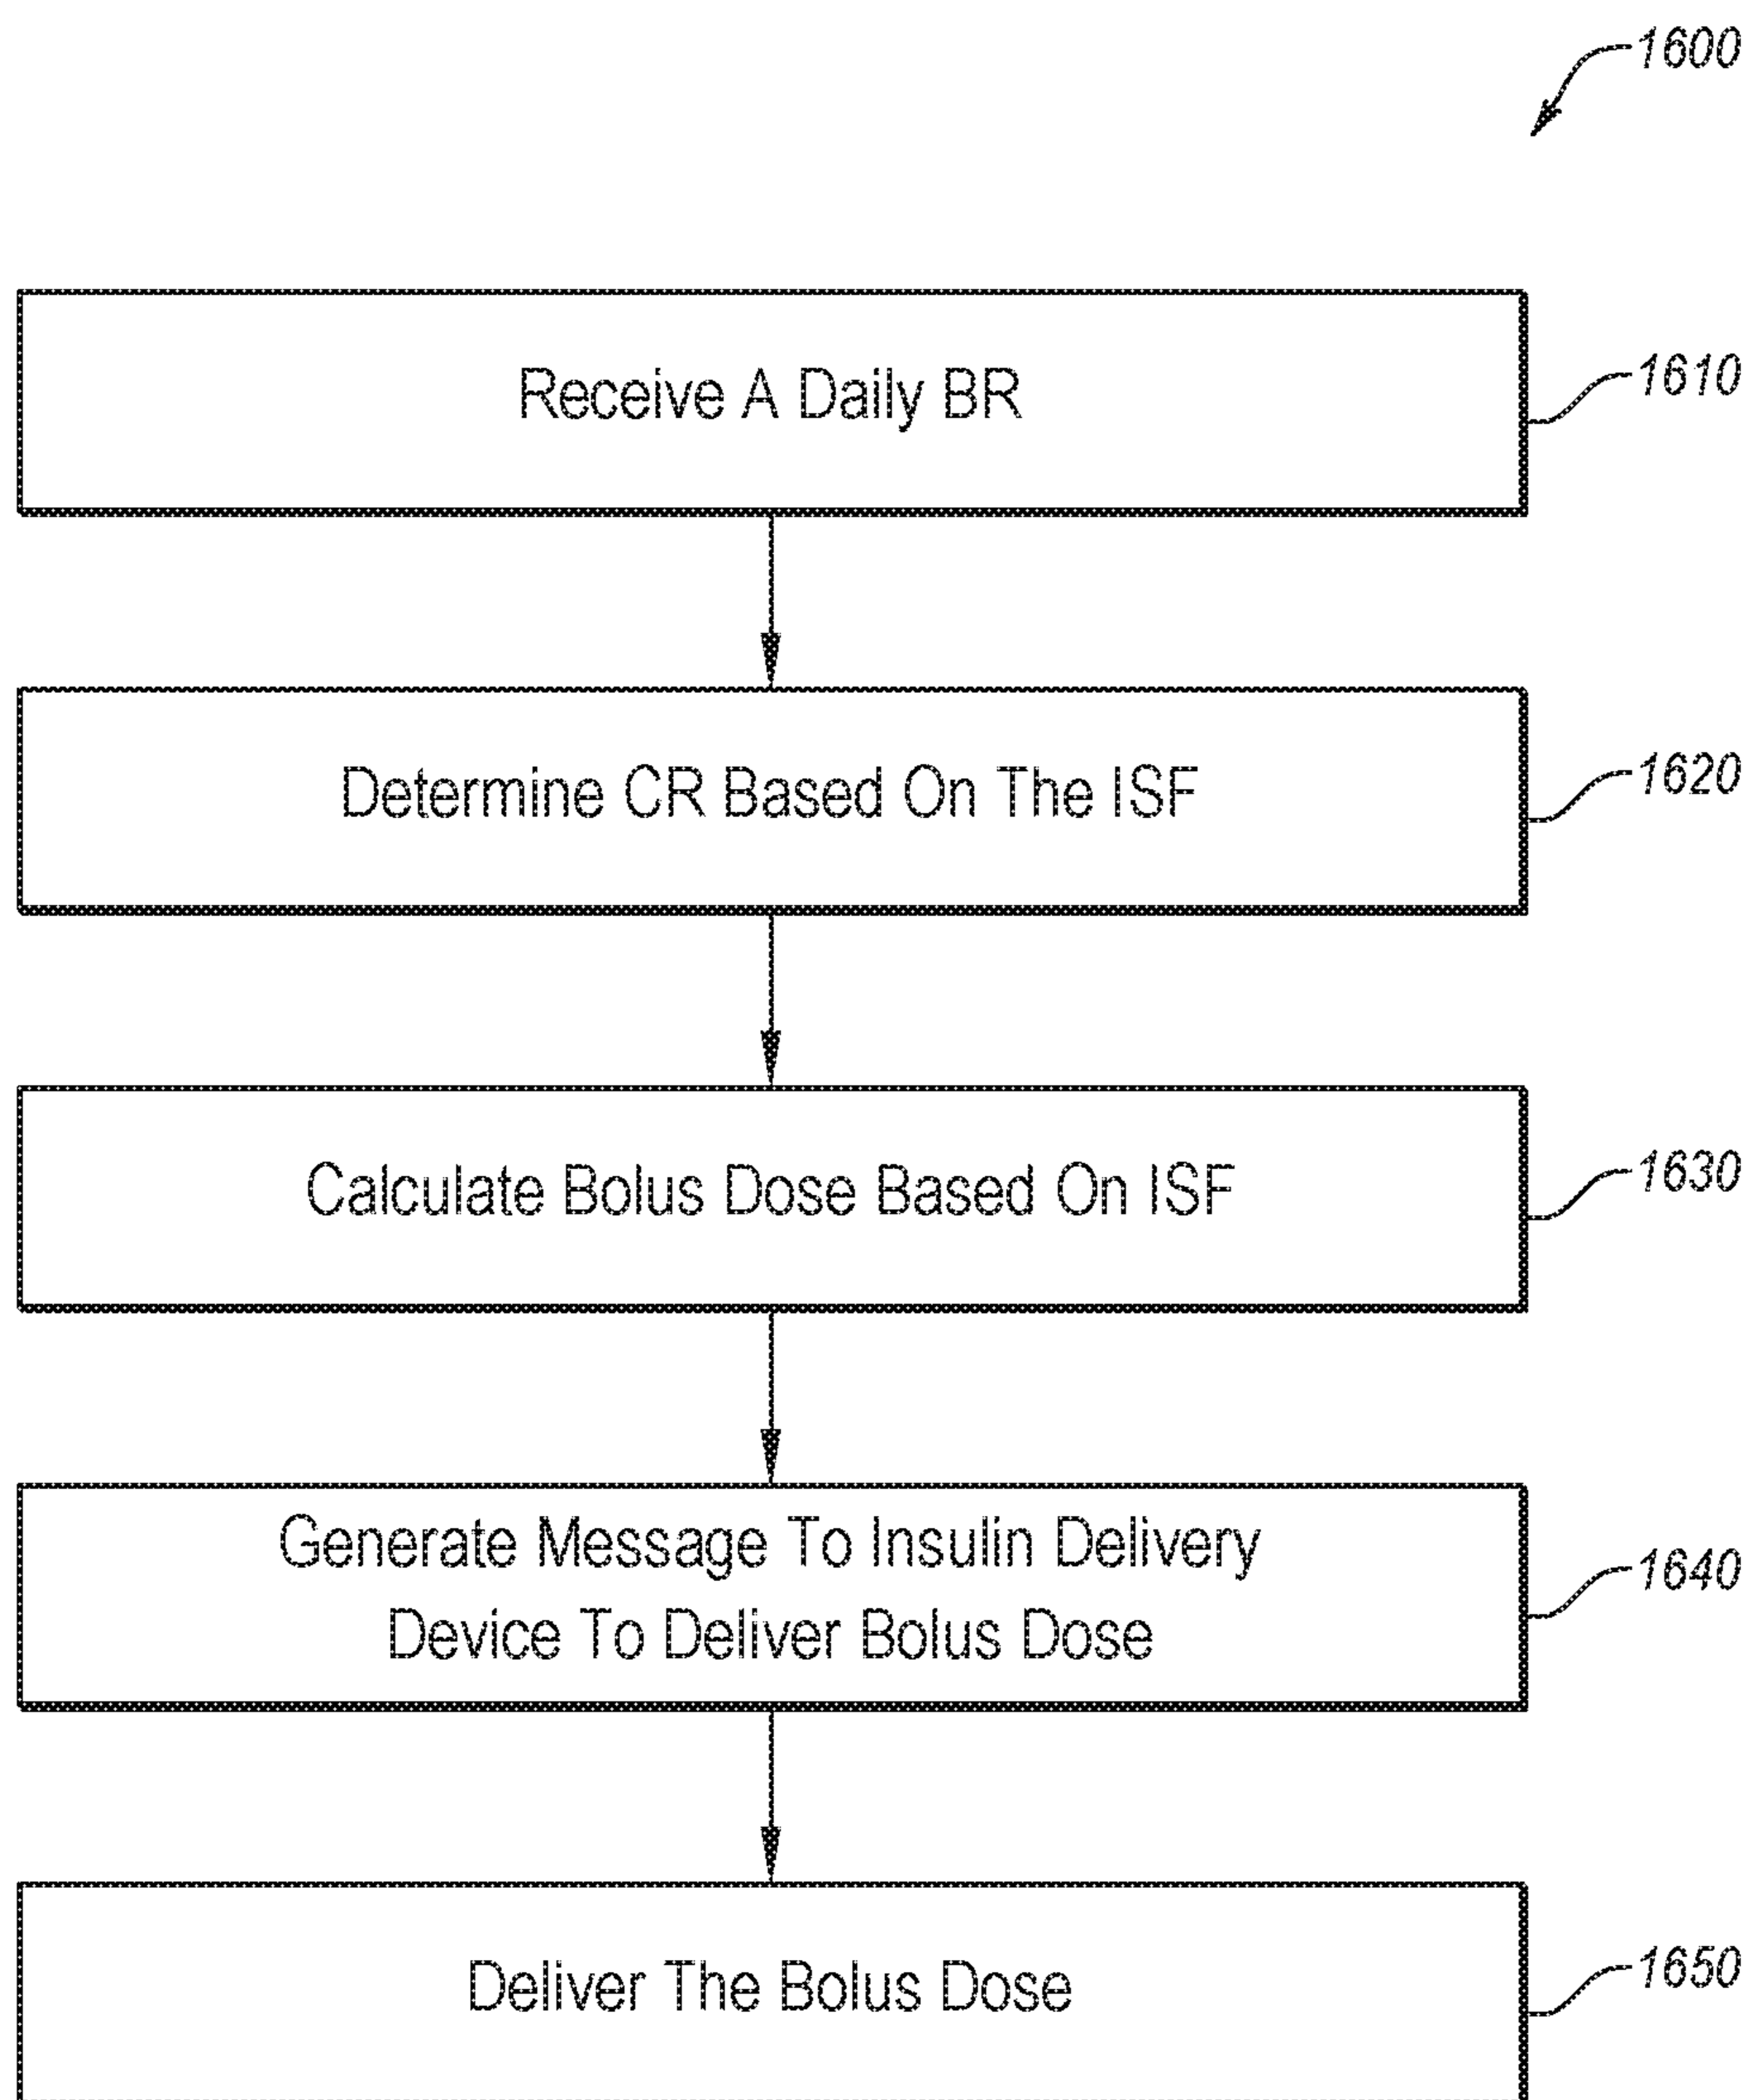 1600
Receive A Daily BR
1610
Determine CR Based On The ISF
1620
Calculate Bolus Dose Based On ISF
1630
Generate Message To Insulin Delivery
Device To Deliver Bolus Dose
1640
Deliver The Bolus Dose
1650